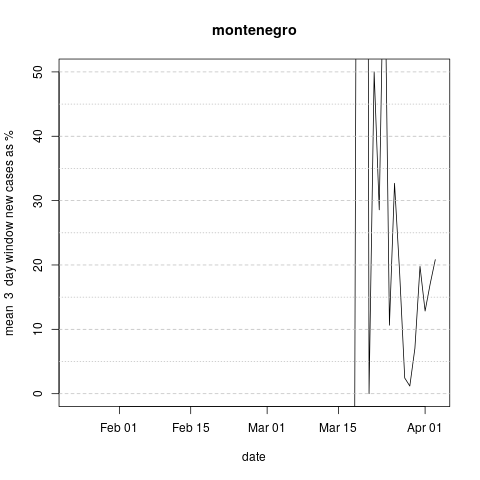 montenegro
mean 3 day window new cases as %
50
40
30
20
10
0
Feb 01
Feb 15
Mar 01
Mar 15
Apr 01
date